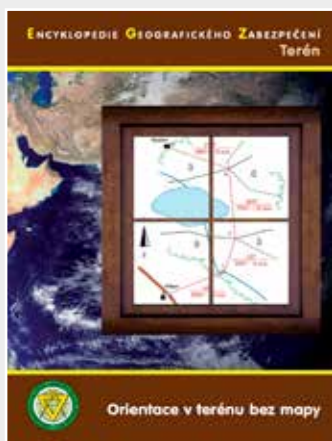 ENCYKLOPEDIE GEOGRAFICKÉHO ZABEZPEČENÍ
Terén
Orientace v terénu bez mapy